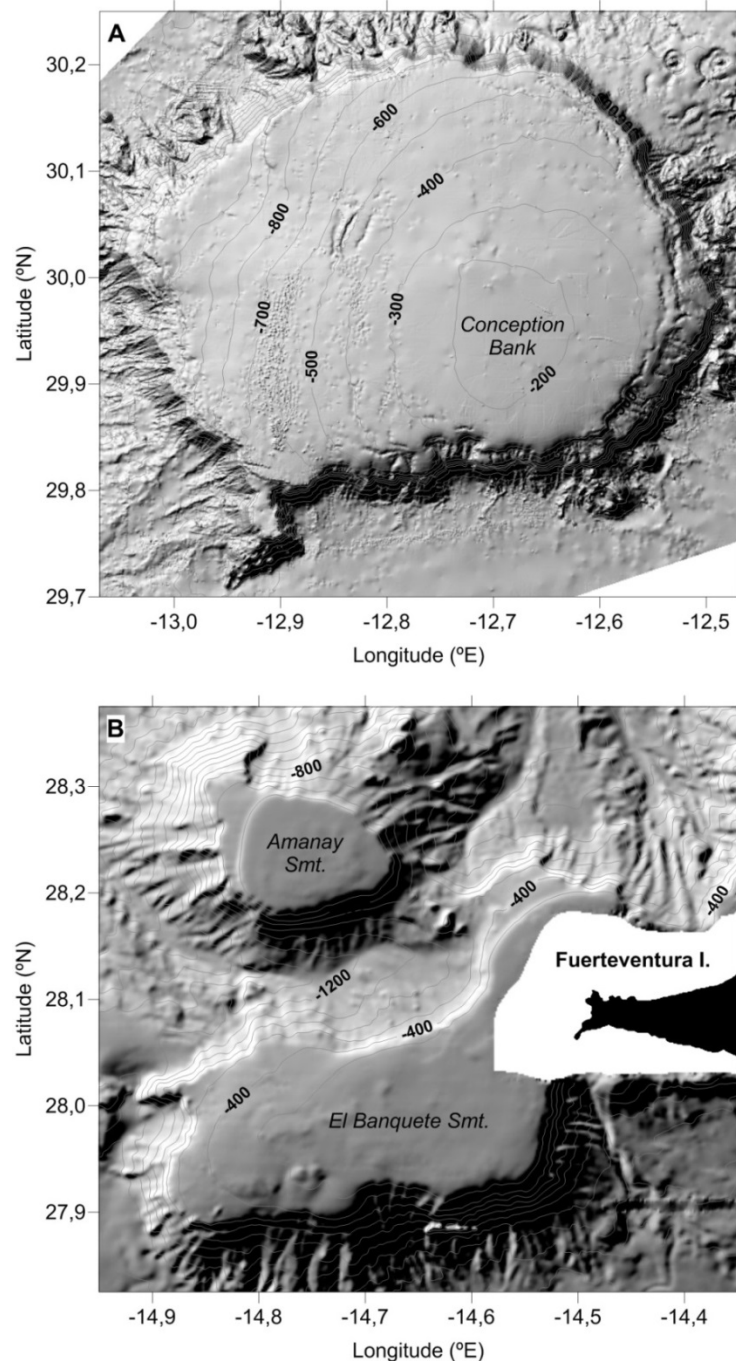 A
30,2
30,1
30,0
29,9
29,8
29,7
Latitude (ºN)
-600
-400
-800
-700
-300
-500
-200
Conception
Bank
-13,0 -12,9 -12,8 -12,7 -12,6 -12,5
Longitude (ºE)
B
28,3
28,2
28,1
28,0
27,9
Latitude (ºN)
-800
Amanay
Smt.
-400
-400
Fuerteventura I.
-1200
-400
-400
El Banquete Smt.
-14,9 -14,8 -14,7 -14,6 -14,5 -14,4
Longitude (ºE)